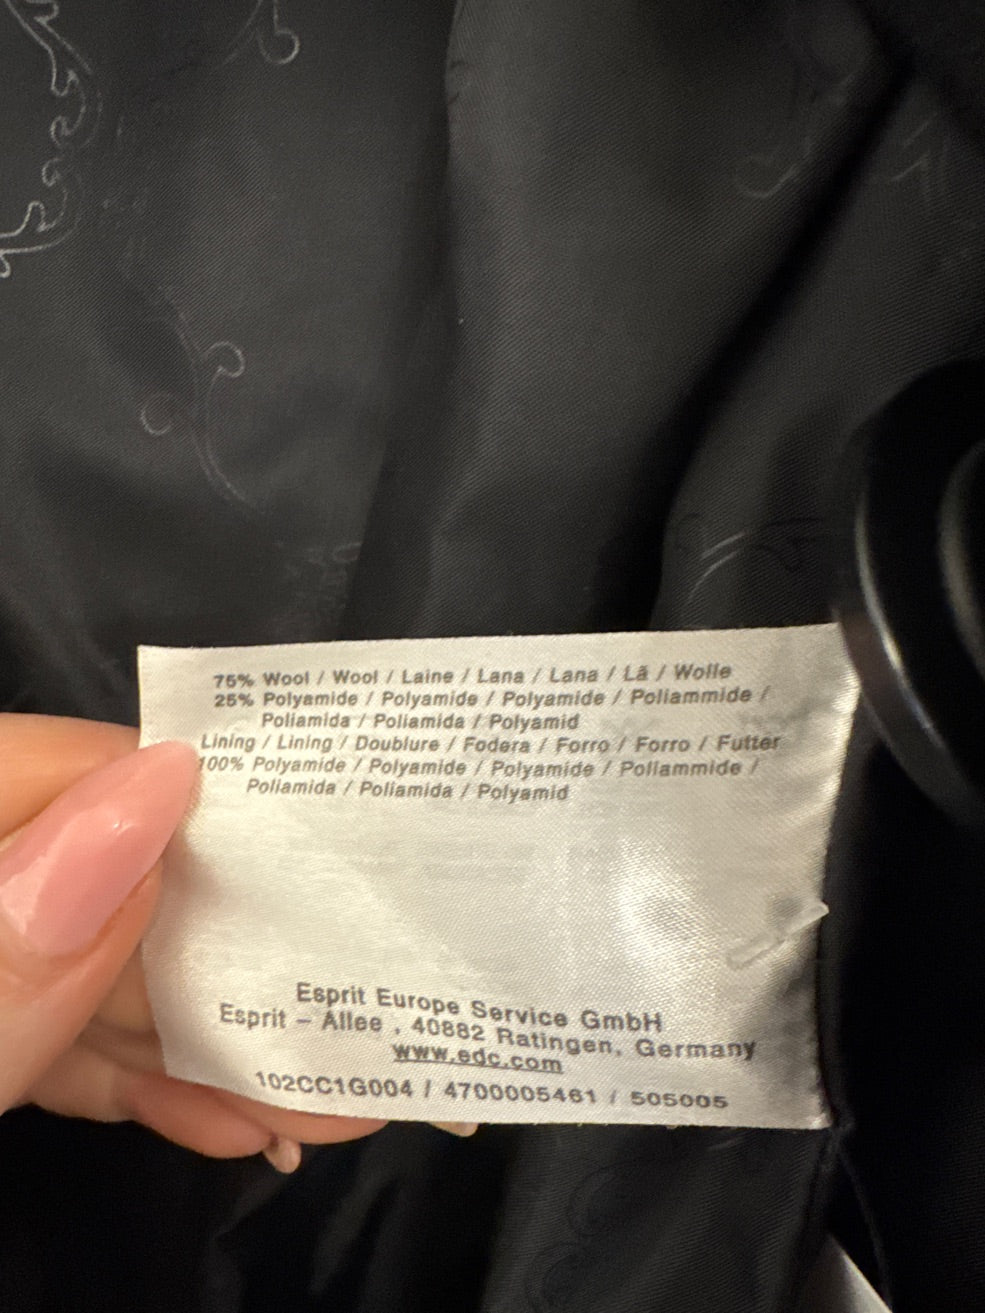 75% Wool / Wool / Laine / Lana / Lana / Lã / Wolle
25% Polyamide / Polyamide / Polyamide / Poliammide /
Poliamida / Poliamida / Polyamid
Lining / Lining / Doublure / Fodera / Forro / Forro / Futter
100% Polyamide / Polyamide / Polyamide / Poliammide /
Poliamida / Poliamida / Polyamid
Esprit Europe Service GmbH
Esprit – Allee , 40882 Ratingen, Germany
www.edc.com
102CC1G004 / 4700005461 / 505005